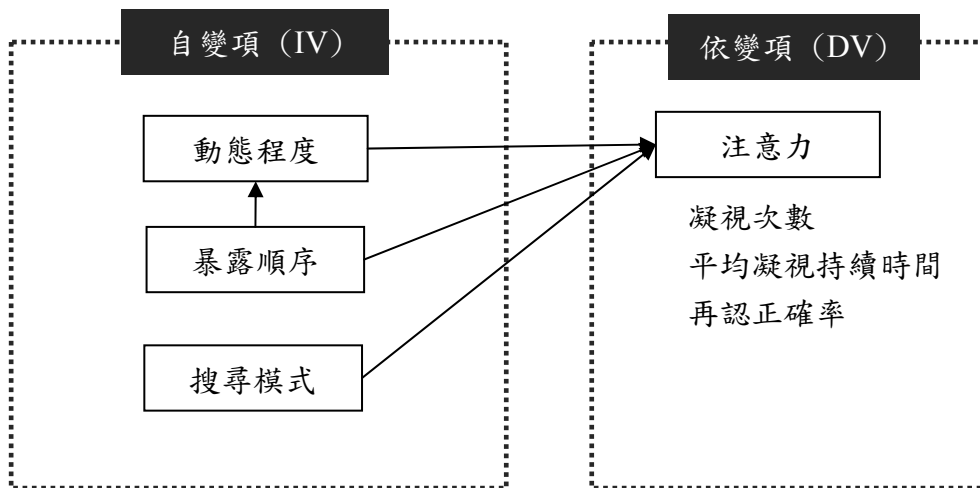 自變項（IV）
動態程度
暴露順序
搜尋模式
依變項（DV）
注意力
凝視次數
平均凝視持續時間
再認正確率